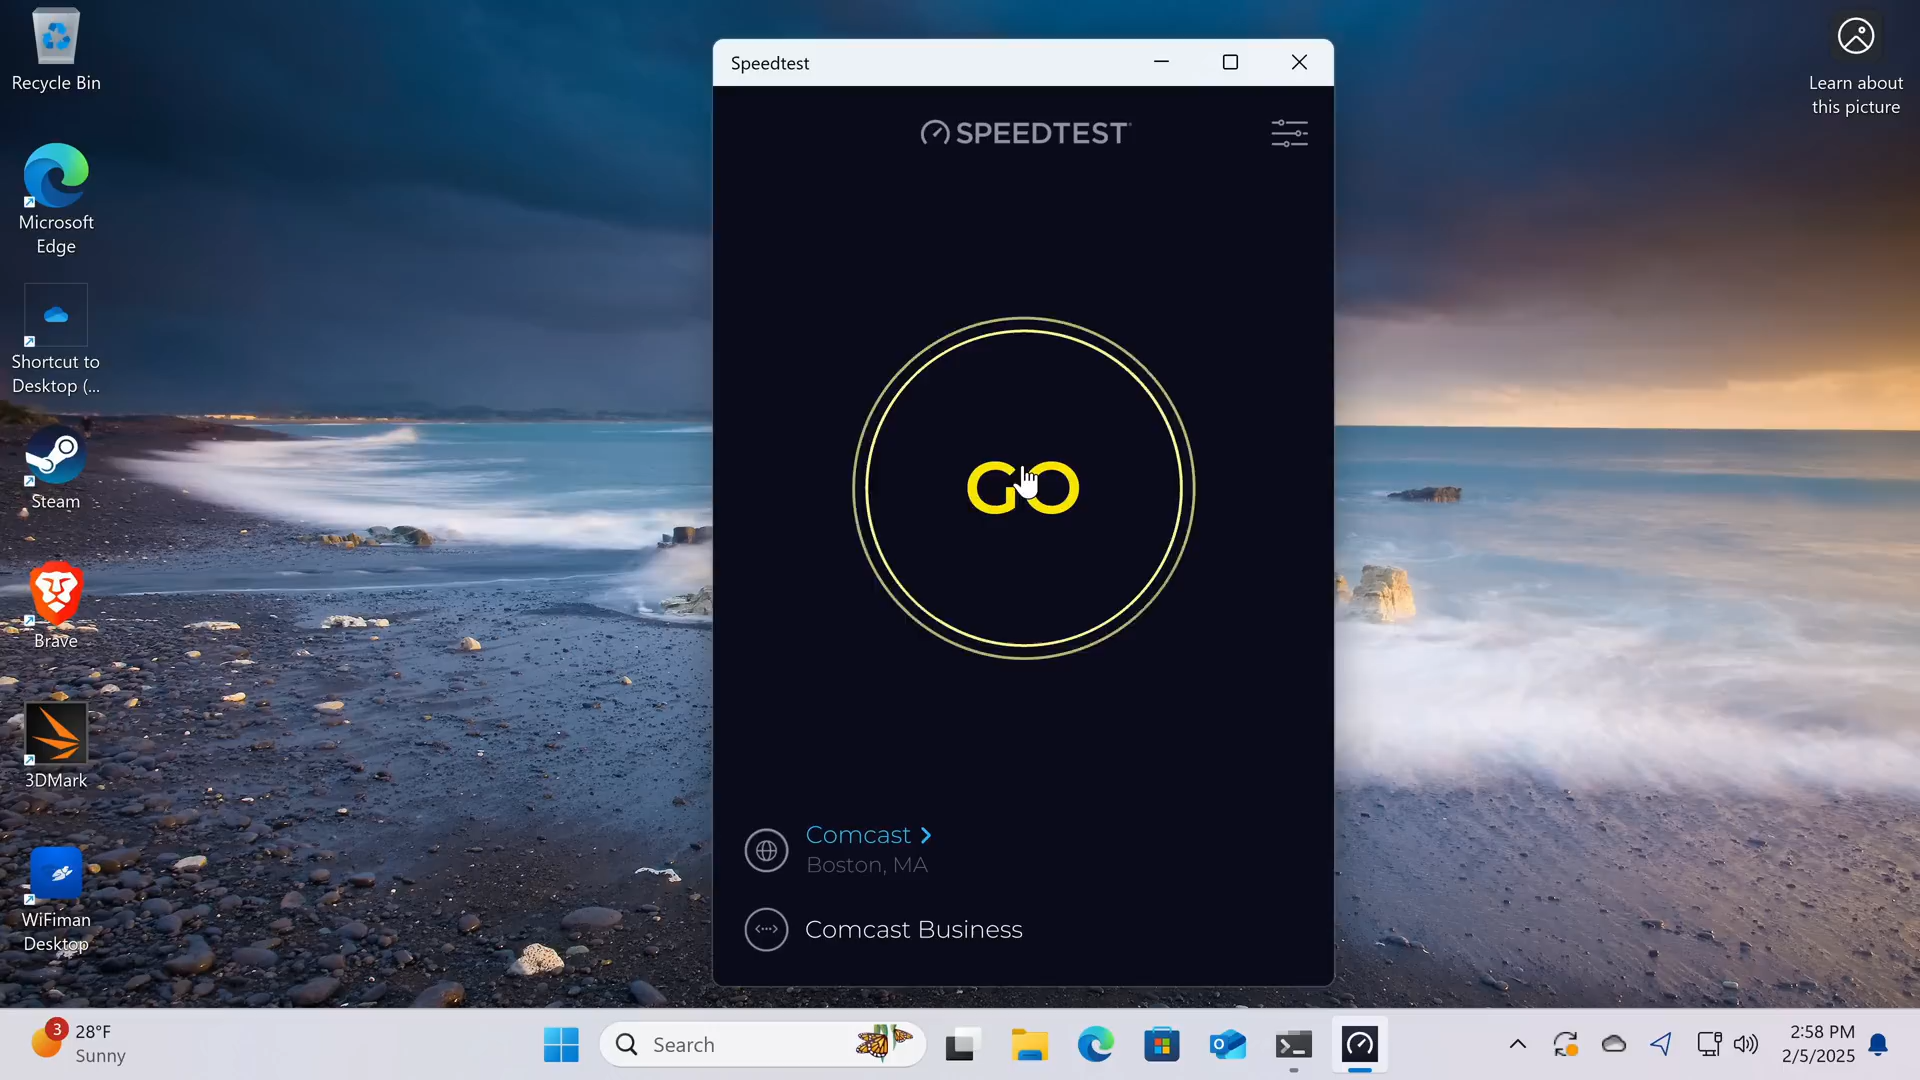 Recycle Bin
Microsoft
Edge
Shortcut to
Desktop (...
Steam
Brave
3DMark
WiFiman
Desktop
Speedtest
SPEEDTEST
GO
Comcast
Boston, MA
Comcast Business
Learn about
this picture
3
28°F
Sunny
Search
2:58 PM
2/5/2025